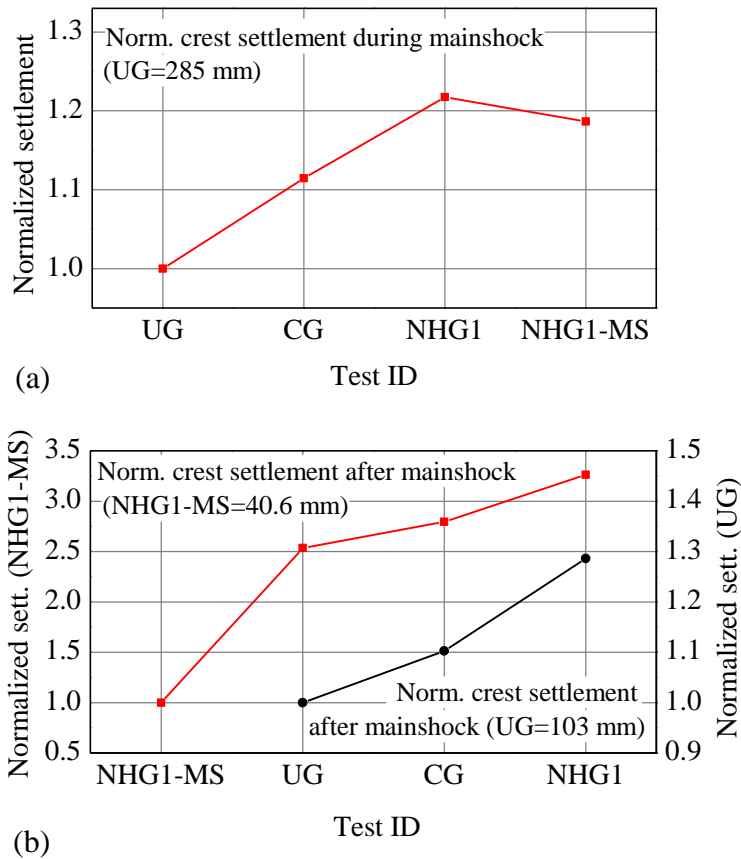 Norm. crest settlement during mainshock
(UG=285 mm)
Normalized settlement
1.3
1.2
1.1
1.0
UG CG NHG1 NHG1-MS
(a)
Test ID
Norm. crest settlement after mainshock
(NHG1-MS=40.6 mm)
Normalized sett. (NHG1-MS)
3.5
3.0
2.5
2.0
1.5
1.0
0.5
Norm. crest settlement
after mainshock (UG=103 mm)
1.5
1.4
1.3
1.2
1.1
1.0
0.9
Normalized sett. (UG)
NHG1-MS UG CG NHG1
Test ID
(b)